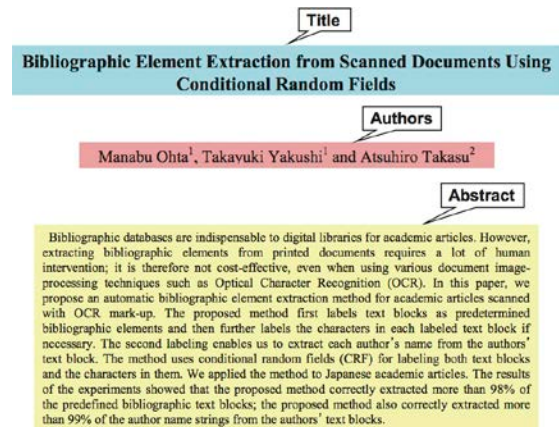 Title
Bibliographic Element Extraction from Scanned Documents Using
Conditional Random Fields
Authors
Manabu Ohta¹, Takayuki Yakushi¹ and Atsuhiro Takasu²
Abstract
Bibliographic databases are indispensable to digital libraries for academic articles. However,
extracting bibliographic elements from printed documents requires a lot of human
intervention; it is therefore not cost-effective, even when using various document image-
processing techniques such as Optical Character Recognition (OCR). In this paper, we
propose an automatic bibliographic element extraction method for academic articles scanned
with OCR mark-up. The proposed method first labels text blocks as predetermined
bibliographic elements and then further labels the characters in each labeled text block if
necessary. The second labeling enables us to extract each author's name from the authors'
text block. The method uses conditional random fields (CRF) for labeling both text blocks
and the characters in them. We applied the method to Japanese academic articles. The results
of the experiments showed that the proposed method correctly extracted more than 98% of
the predefined bibliographic text blocks; the proposed method also correctly extracted more
than 99% of the author name strings from the authors' text blocks.